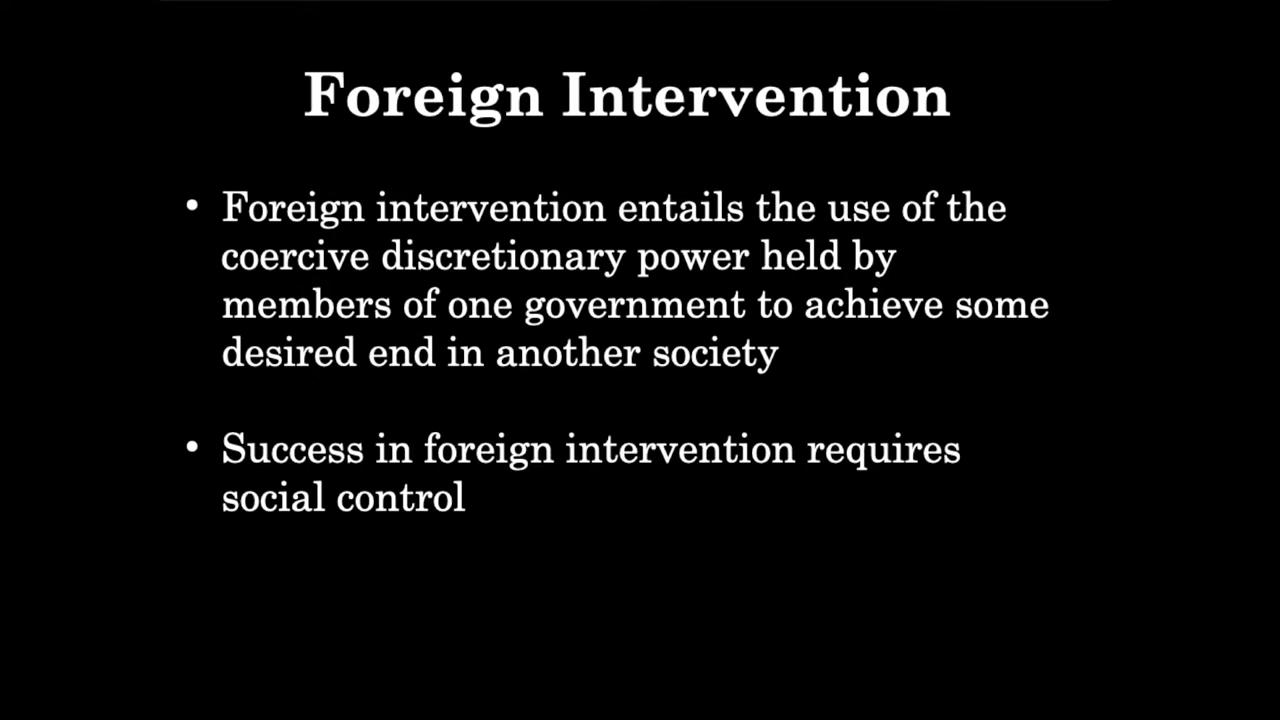 Foreign Intervention
• Foreign intervention entails the use of the
coercive discretionary power held by
members of one government to achieve some
desired end in another society
• Success in foreign intervention requires
social control